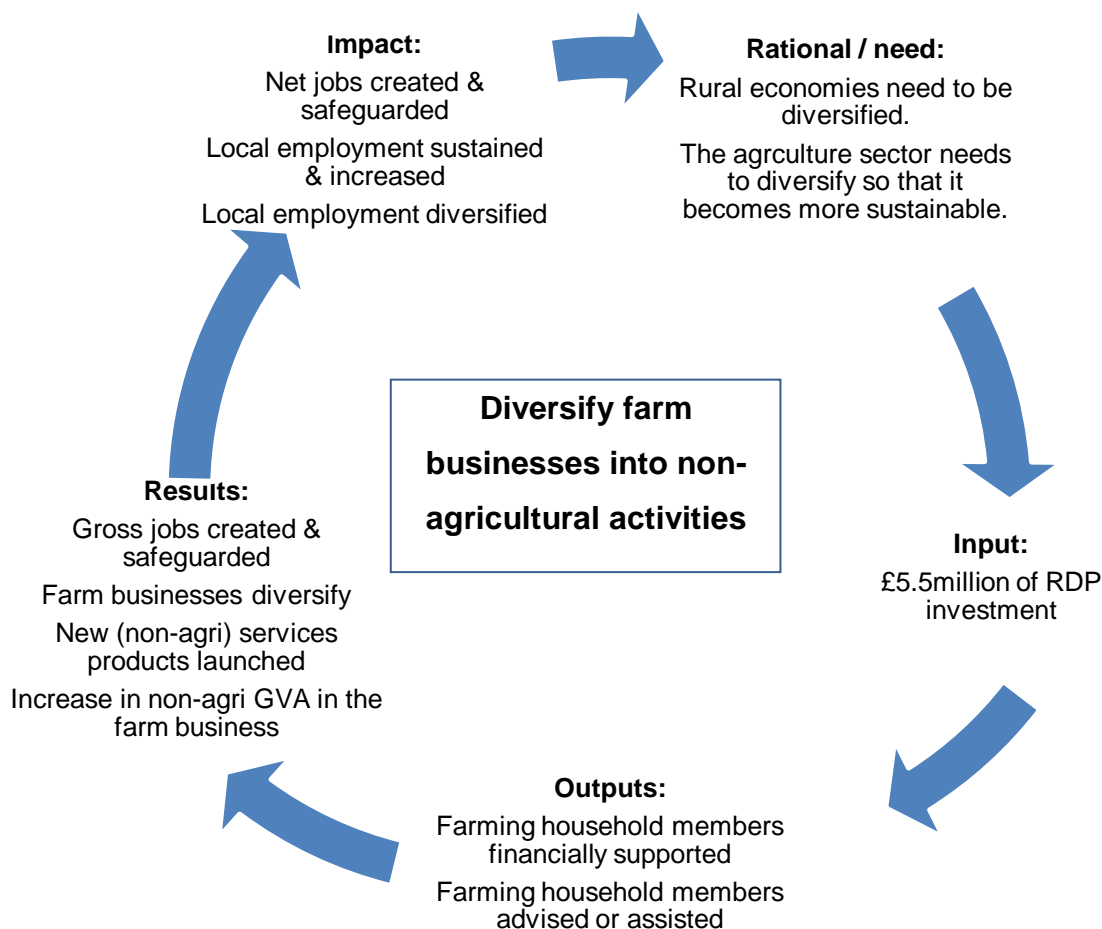 Impact:
Net jobs created &
safeguarded
Local employment sustained
& increased
Local employment diversified
Rational / need:
Rural economies need to be
diversified.
The agrculture sector needs
to diversify so that it
becomes more sustainable.
Diversify farm
businesses into non-
agricultural activities
Input:
£5.5million of RDP
investment
Outputs:
Farming household members
financially supported
Farming household members
advised or assisted
Results:
Gross jobs created &
safeguarded
Farm businesses diversify
New (non-agri) services
products launched
Increase in non-agri GVA in the
farm business